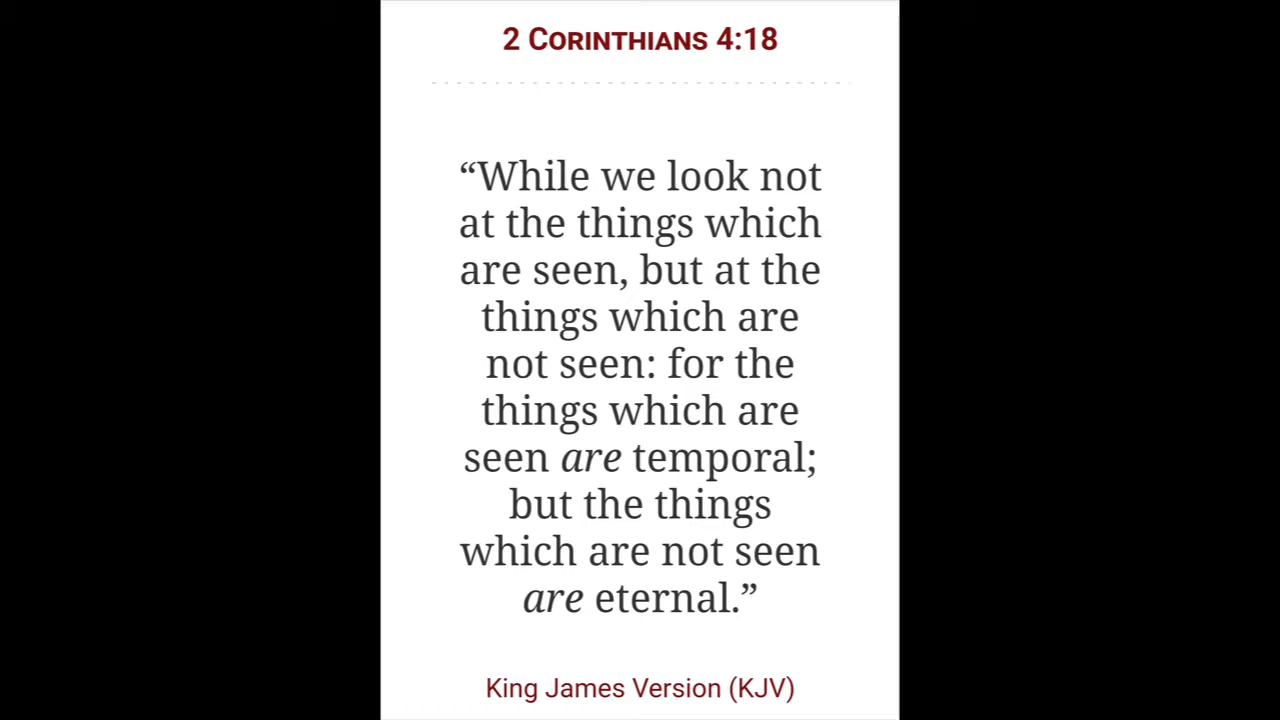 2 Corinthians 4:18
“While we look not
at the things which
are seen, but at the
things which are
not seen: for the
things which are
seen are temporal;
but the things
which are not seen
are eternal.”
King James Version (KJV)